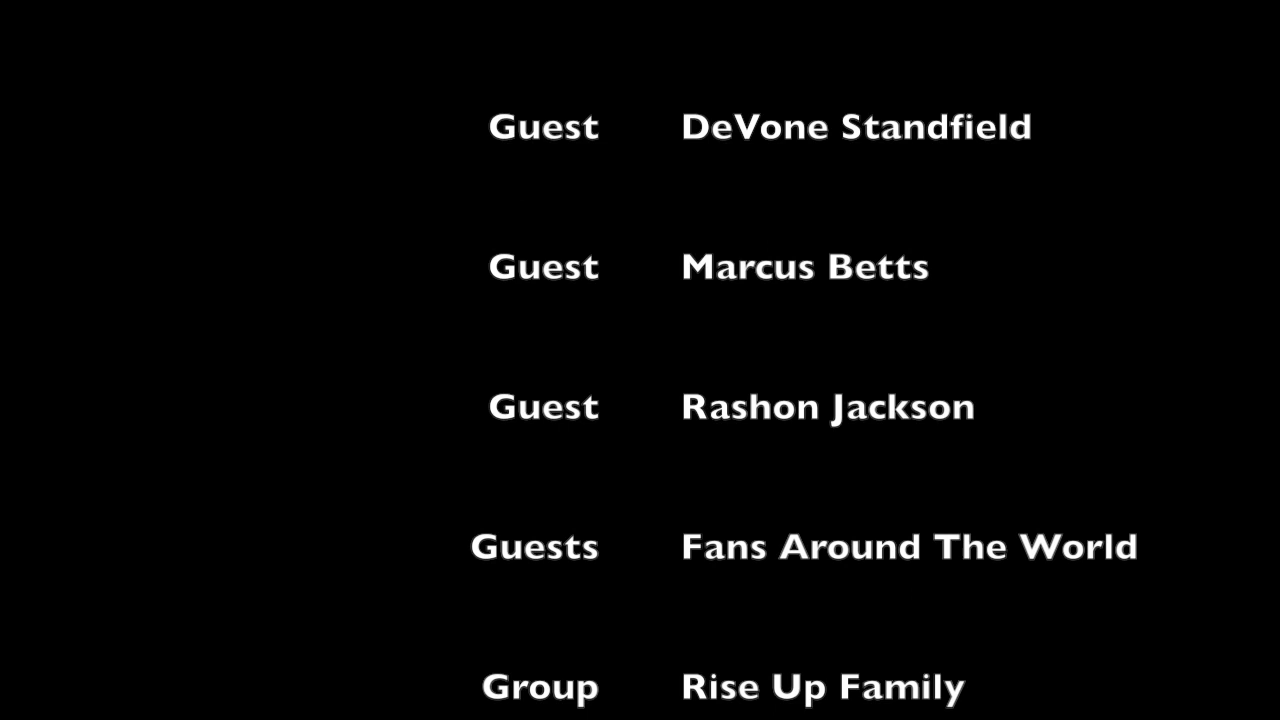 Guest DeVone Standfield
Guest Marcus Betts
Guest Rashon Jackson
Guests Fans Around The World
Group Rise Up Family